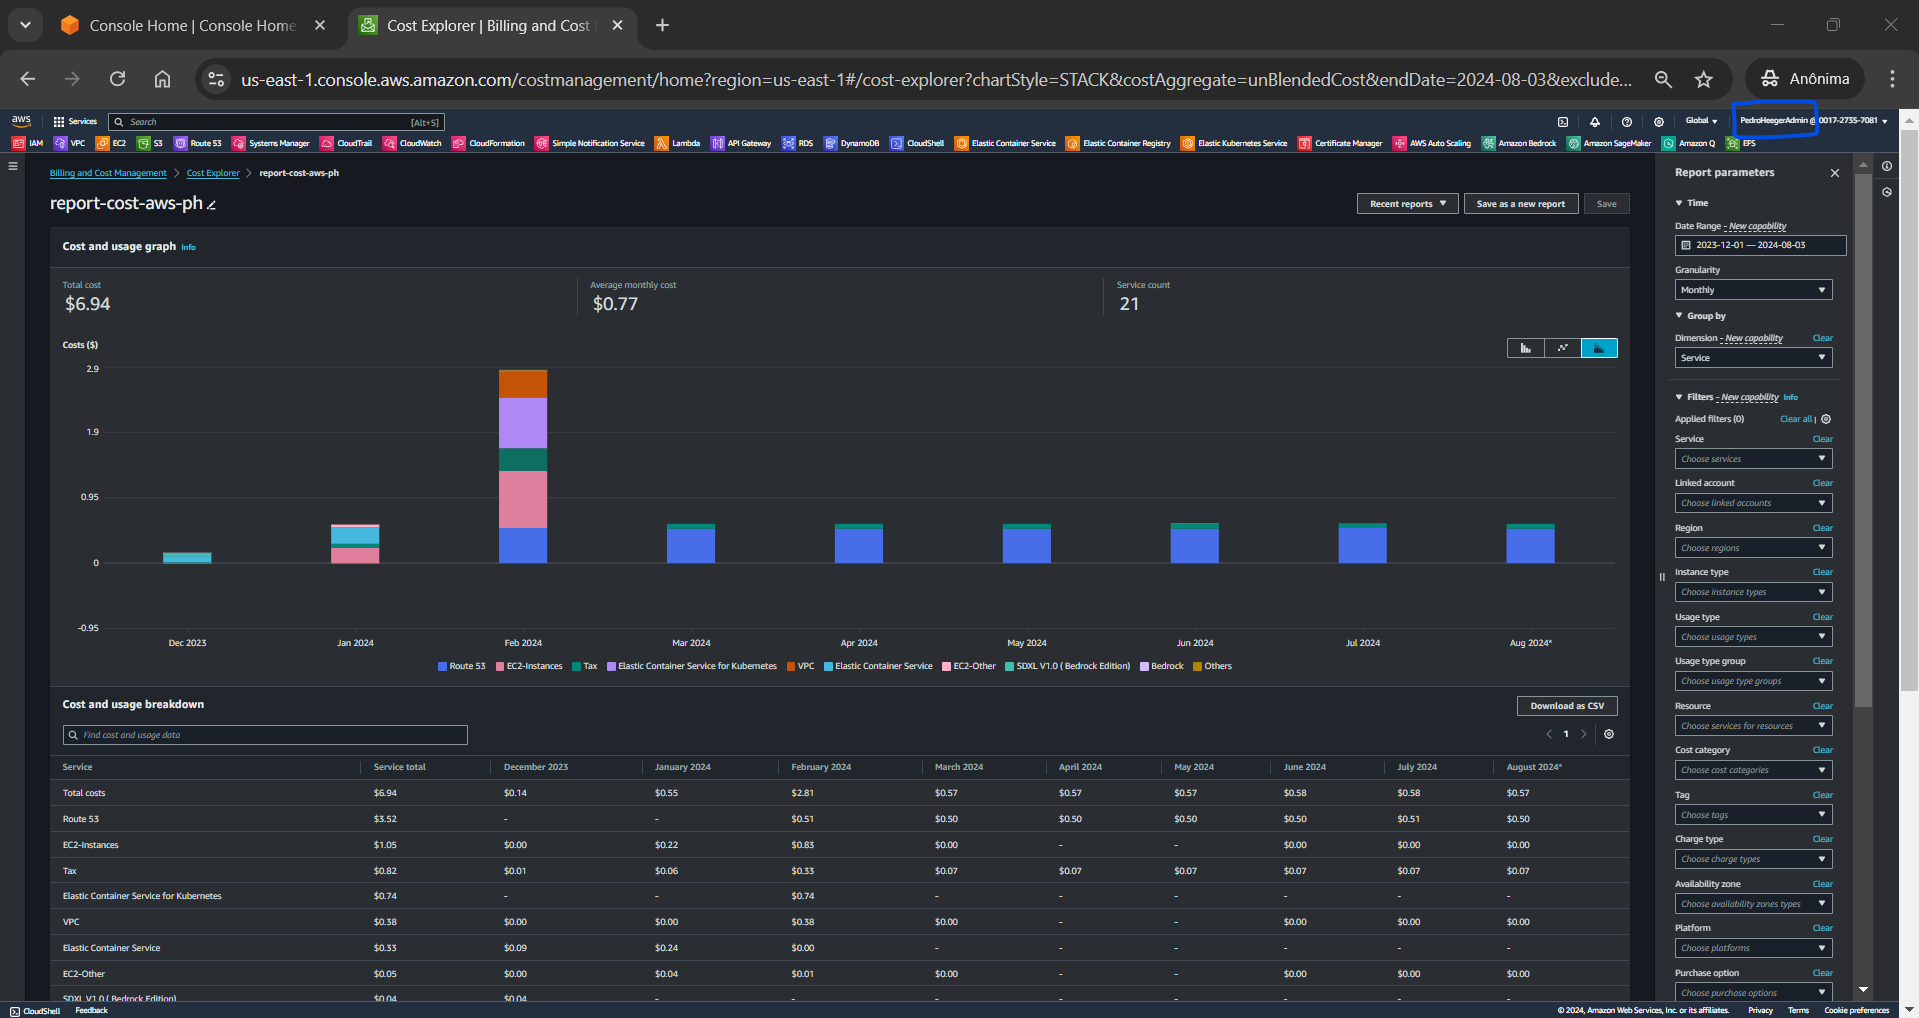 Console Home | Console Home
Cost Explorer | Billing and Cost
us-east-1.console.aws.amazon.com/costmanagement/home?region=us-east-1#/cost-explorer?chartStyle=STACK&costAggregate=unBlendedCost&endDate=2024-08-03&exclude...
Anônima
aws
Services
Search
[Alt+S]
Global
PedroHeegerAdmin @ 0017-2735-7081
IAM VPC EC2 S3 Route 53 Systems Manager CloudTrail CloudWatch CloudFormation Simple Notification Service Lambda API Gateway RDS DynamoDB CloudShell Elastic Container Service Elastic Container Registry Elastic Kubernetes Service Certificate Manager AWS Auto Scaling Amazon Bedrock Amazon SageMaker Amazon Q EFS
Billing and Cost Management > Cost Explorer > report-cost-aws-ph
report-cost-aws-ph
Recent reports
Save as a new report
Save
Cost and usage graph Info
Total cost
$6.94
Average monthly cost
$0.77
Service count
21
Costs ($)
2.9
1.9
0.95
0
-0.95
Dec 2023 Jan 2024 Feb 2024 Mar 2024 Apr 2024 May 2024 Jun 2024 Jul 2024 Aug 2024*
Route 53 EC2-Instances Tax Elastic Container Service for Kubernetes VPC Elastic Container Service EC2-Other SDXL V1.0 ( Bedrock Edition) Bedrock Others
Cost and usage breakdown
Download as CSV
Find cost and usage data
1
Service Service total December 2023 January 2024 February 2024 March 2024 April 2024 May 2024 June 2024 July 2024 August 2024*
Total costs $6.94 $0.14 $0.55 $2.81 $0.57 $0.57 $0.57 $0.58 $0.58 $0.57
Route 53 $3.52 - - $0.51 $0.50 $0.50 $0.50 $0.50 $0.51 $0.50
EC2-Instances $1.05 $0.00 $0.22 $0.83 $0.00 - - $0.00 $0.00 $0.00
Tax $0.82 $0.01 $0.06 $0.33 $0.07 $0.07 $0.07 $0.07 $0.07 $0.07
Elastic Container Service for Kubernetes $0.74 - - $0.74 - - - - - -
VPC $0.38 $0.00 $0.00 $0.38 $0.00 - - $0.00 $0.00 $0.00
Elastic Container Service $0.33 $0.09 $0.24 $0.00 - - - - - -
EC2-Other $0.05 $0.00 $0.04 $0.01 $0.00 - - $0.00 $0.00 $0.00
SDXL V1.0 ( Bedrock Edition) $0.04 $0.04 - - - - - - - -
Report parameters
Time
Date Range - New capability
2023-12-01 — 2024-08-03
Granularity
Monthly
Group by
Dimension - New capability Clear
Service
Filters - New capability Info
Applied filters (0) Clear all |
Service Clear
Choose services
Linked account Clear
Choose linked accounts
Region Clear
Choose regions
Instance type Clear
Choose instance types
Usage type Clear
Choose usage types
Usage type group Clear
Choose usage type groups
Resource Clear
Choose services for resources
Cost category Clear
Choose cost categories
Tag Clear
Choose tags
Charge type Clear
Choose charge types
Availability zone Clear
Choose availability zones types
Platform Clear
Choose platforms
Purchase option Clear
Choose purchase options
CloudShell Feedback
© 2024, Amazon Web Services, Inc. or its affiliates. Privacy Terms Cookie preferences